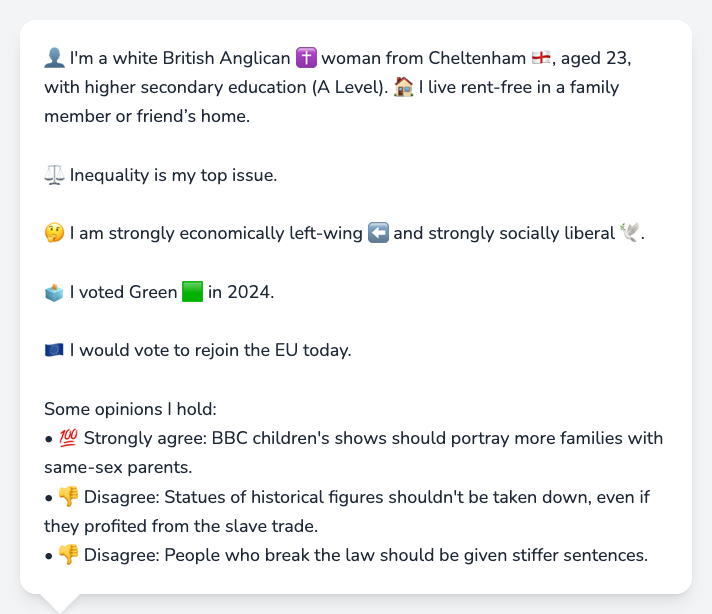 👤 I'm a white British Anglican ✝️ woman from Cheltenham 🏴󠁧󠁢󠁥󠁮󠁧󠁿, aged 23,
with higher secondary education (A Level). 🏠 I live rent-free in a family
member or friend’s home.
⚖️ Inequality is my top issue.
🤔 I am strongly economically left-wing ⬅️ and strongly socially liberal 🕊️.
🗳️ I voted Green 🟩 in 2024.
🇪🇺 I would vote to rejoin the EU today.
Some opinions I hold:
• 💯 Strongly agree: BBC children's shows should portray more families with
same-sex parents.
• 👎 Disagree: Statues of historical figures shouldn't be taken down, even if
they profited from the slave trade.
• 👎 Disagree: People who break the law should be given stiffer sentences.